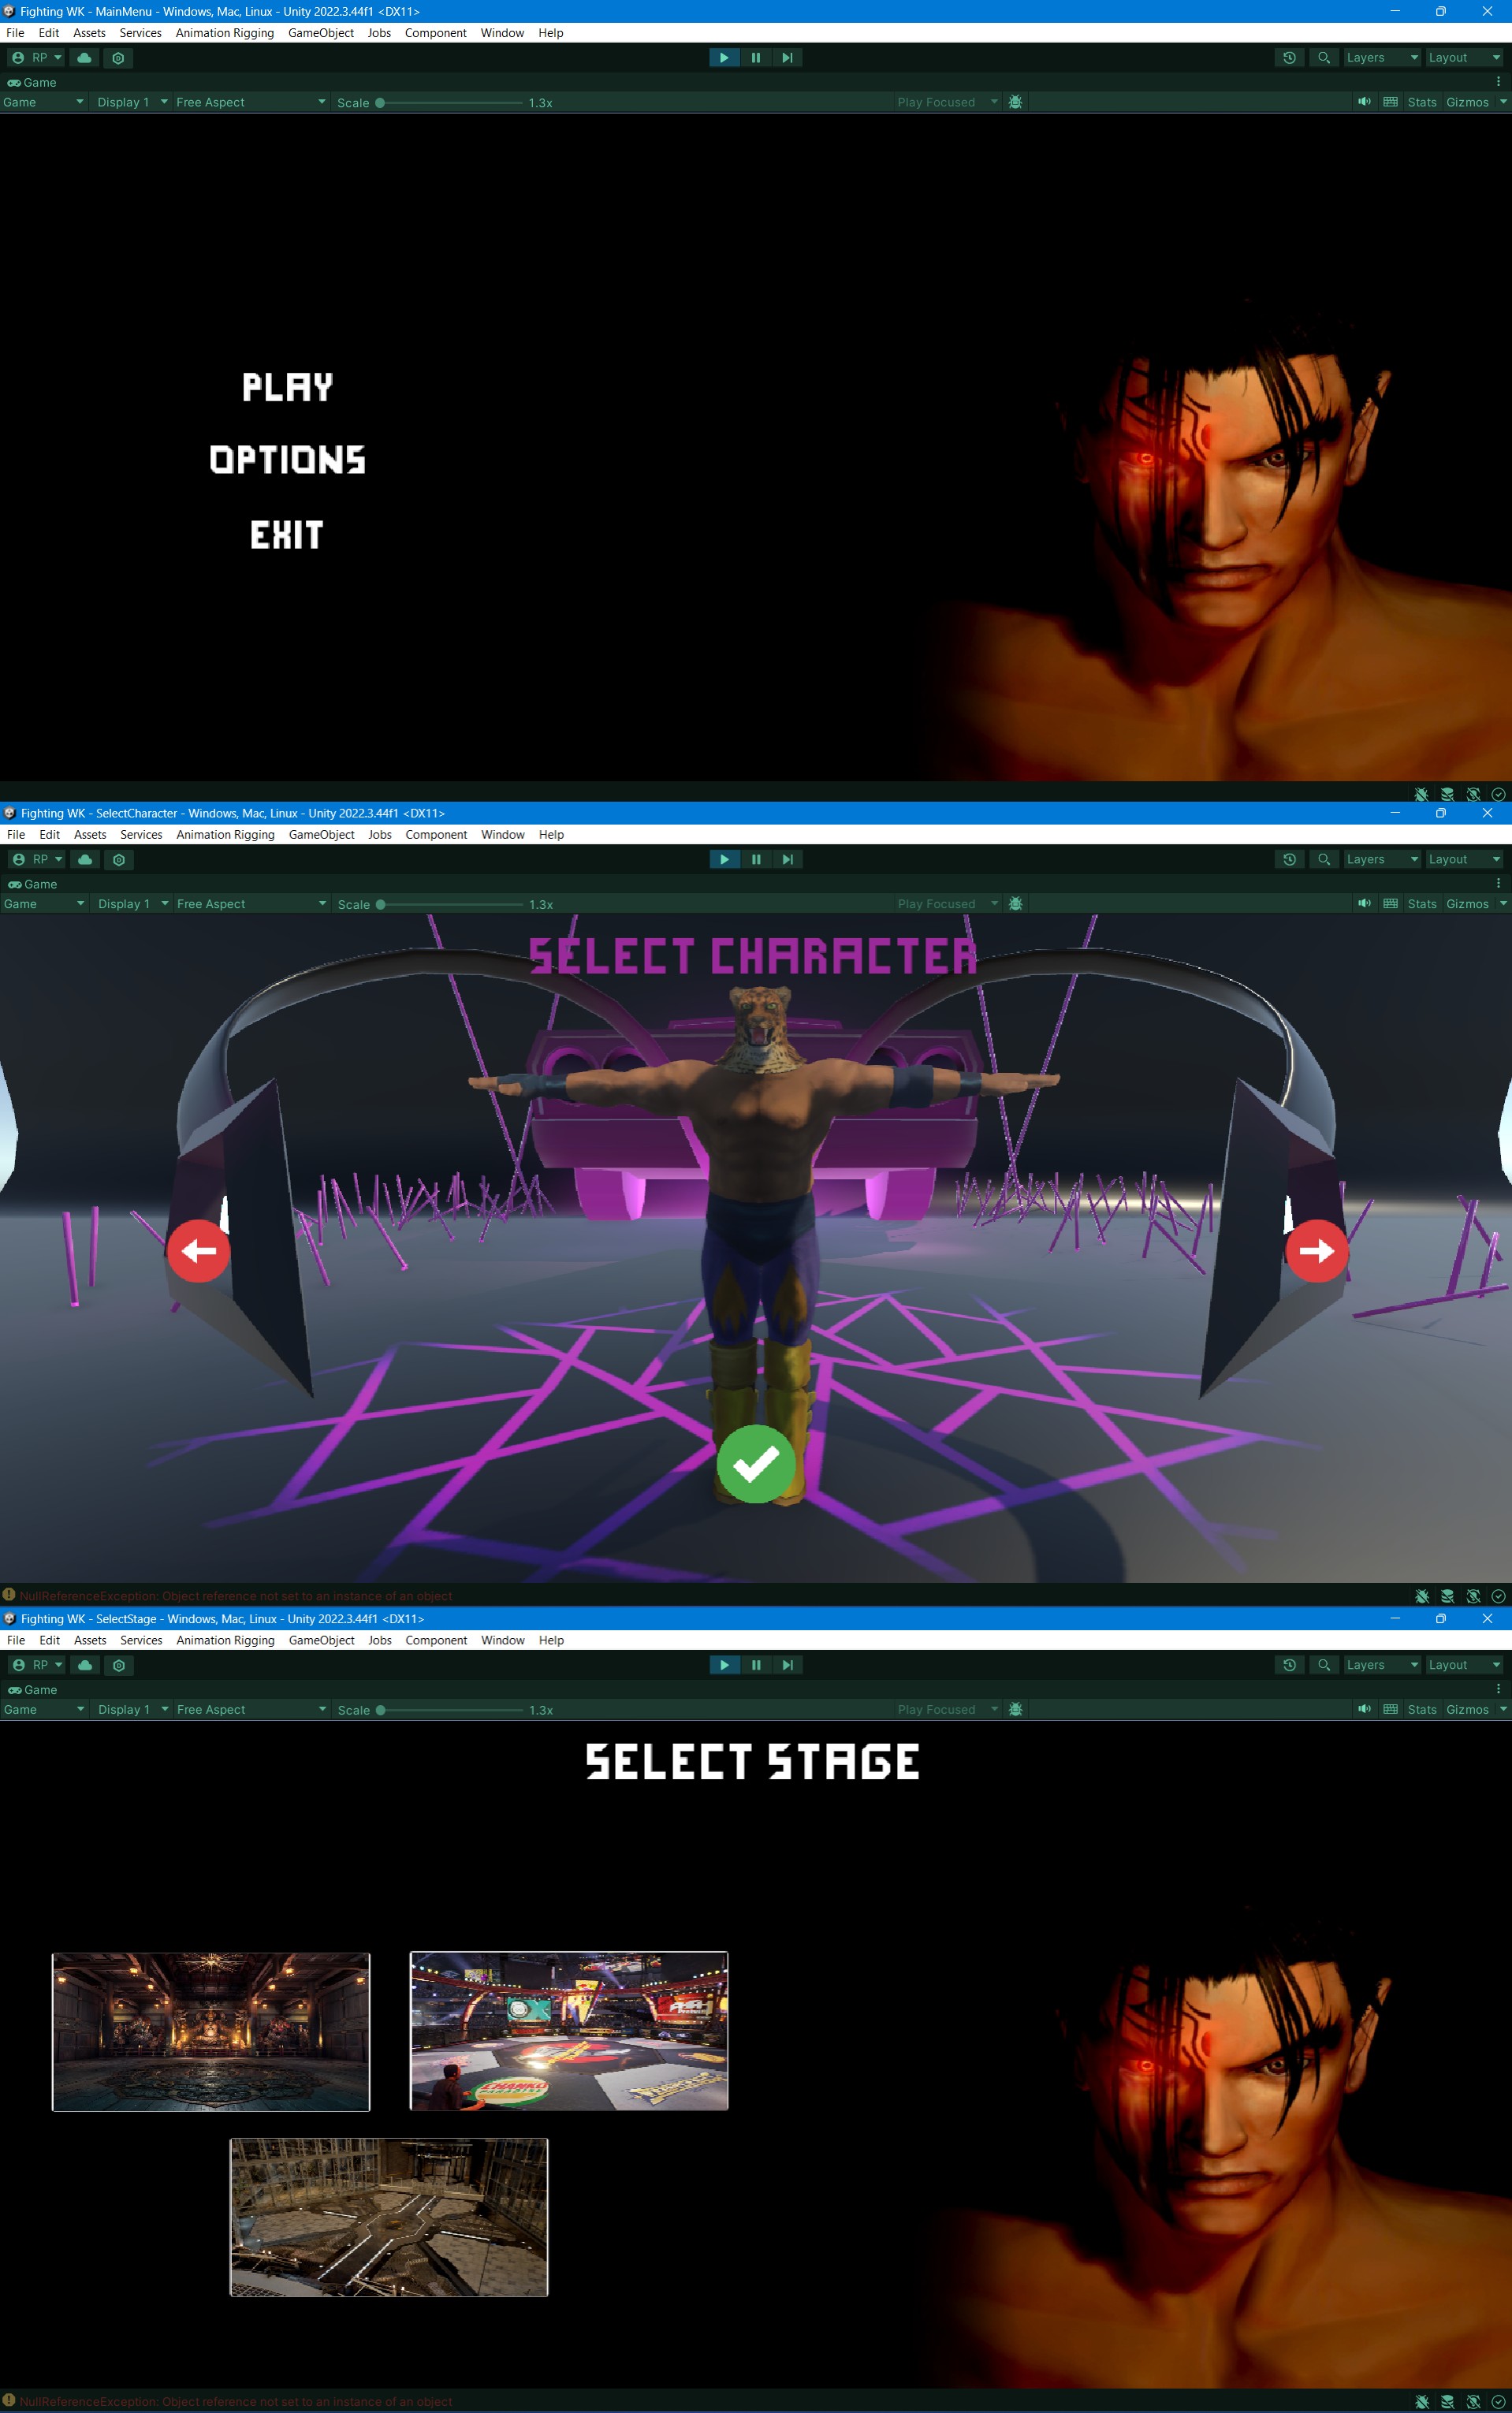 Fighting WK - MainMenu - Windows, Mac, Linux - Unity 2022.3.44f1 <DX11>
File Edit Assets Services Animation Rigging GameObject Jobs Component Window Help
RP Layers Layout
Game
Game Display 1 Free Aspect Scale 1.3x Play Focused Stats Gizmos
PLAY
OPTIONS
EXIT
Fighting WK - SelectCharacter - Windows, Mac, Linux - Unity 2022.3.44f1 <DX11>
File Edit Assets Services Animation Rigging GameObject Jobs Component Window Help
RP Layers Layout
Game
Game Display 1 Free Aspect Scale 1.3x Play Focused Stats Gizmos
SELECT CHARACTER
NullReferenceException: Object reference not set to an instance of an object
Fighting WK - SelectStage - Windows, Mac, Linux - Unity 2022.3.44f1 <DX11>
File Edit Assets Services Animation Rigging GameObject Jobs Component Window Help
RP Layers Layout
Game
Game Display 1 Free Aspect Scale 1.3x Play Focused Stats Gizmos
SELECT STAGE
CHANKO
NullReferenceException: Object reference not set to an instance of an object